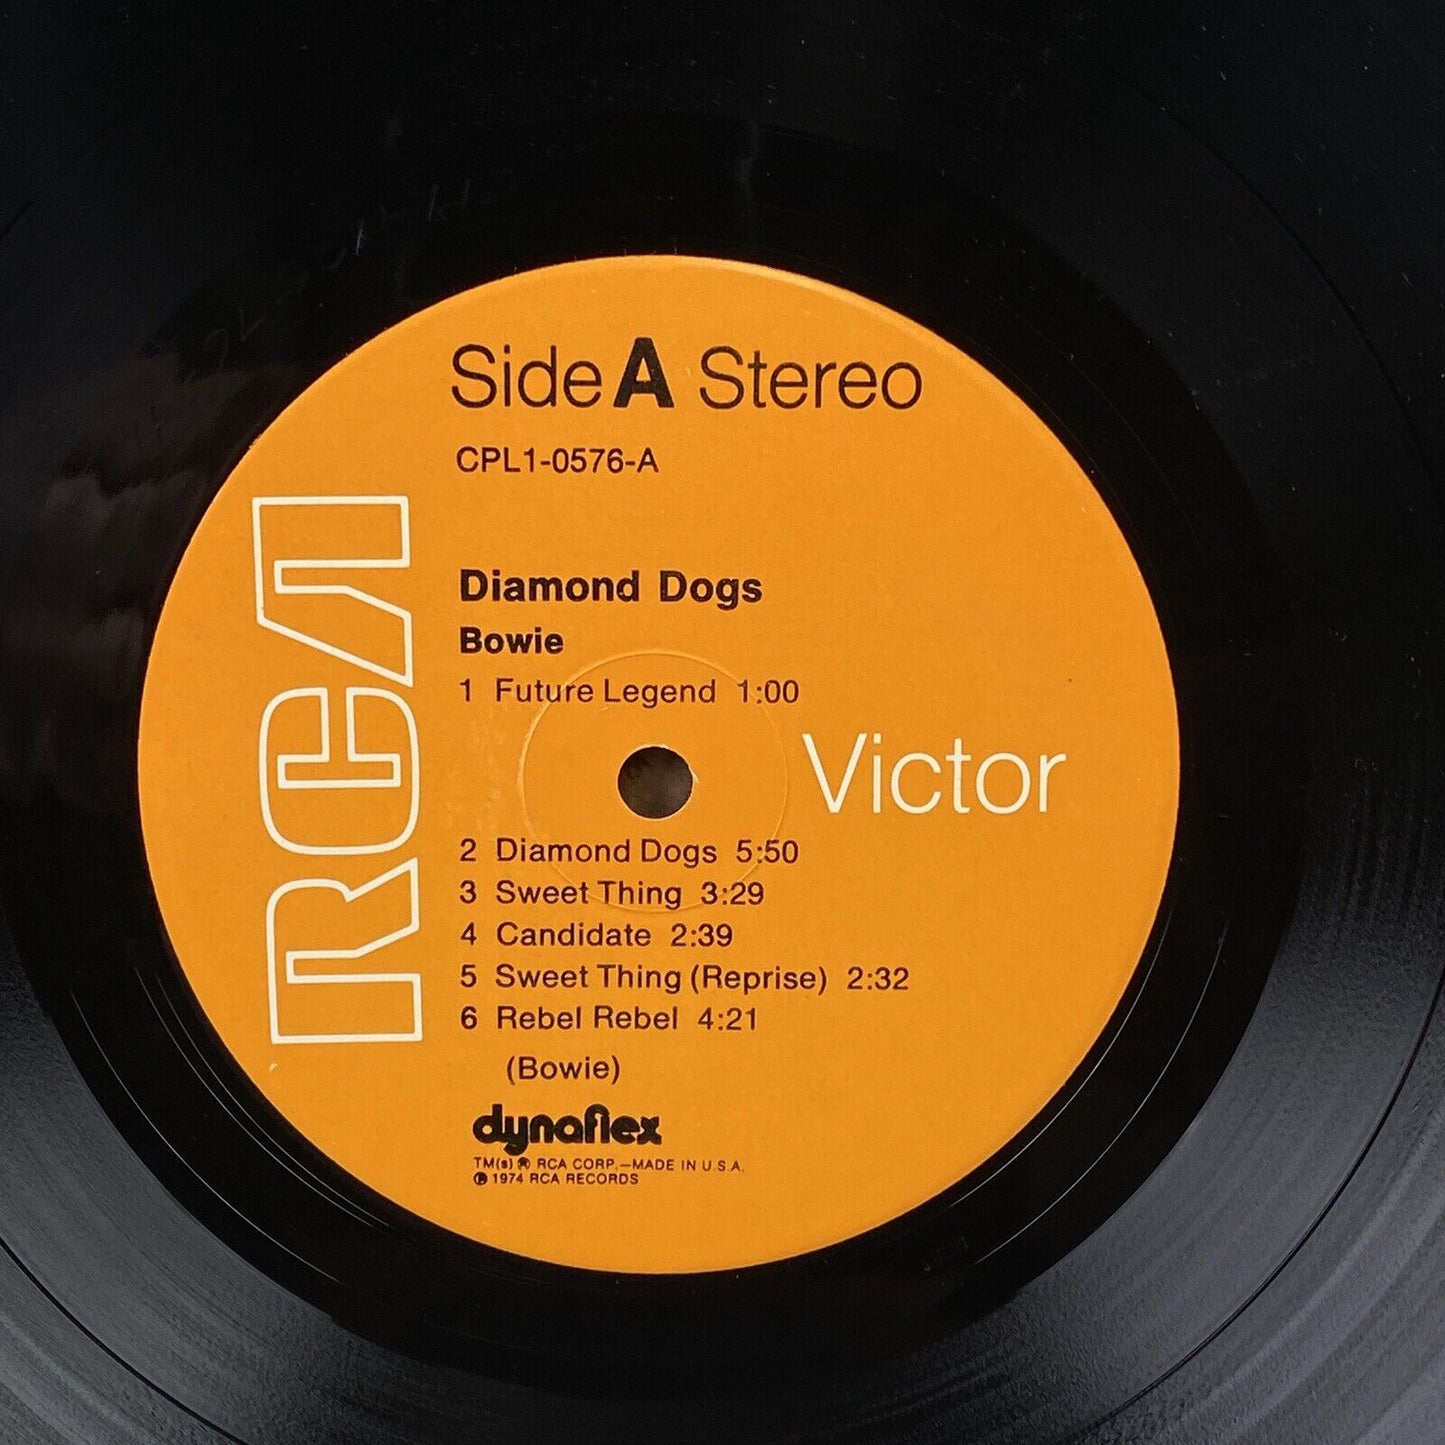 Side A Stereo
CPL1-0576-A
RCA
Diamond Dogs
Bowie
1 Future Legend 1:00
Victor
2 Diamond Dogs 5:50
3 Sweet Thing 3:29
4 Candidate 2:39
5 Sweet Thing (Reprise) 2:32
6 Rebel Rebel 4:21
(Bowie)
dynaflex
TM(s) ® RCA CORP.—MADE IN U.S.A.
℗ 1974 RCA RECORDS